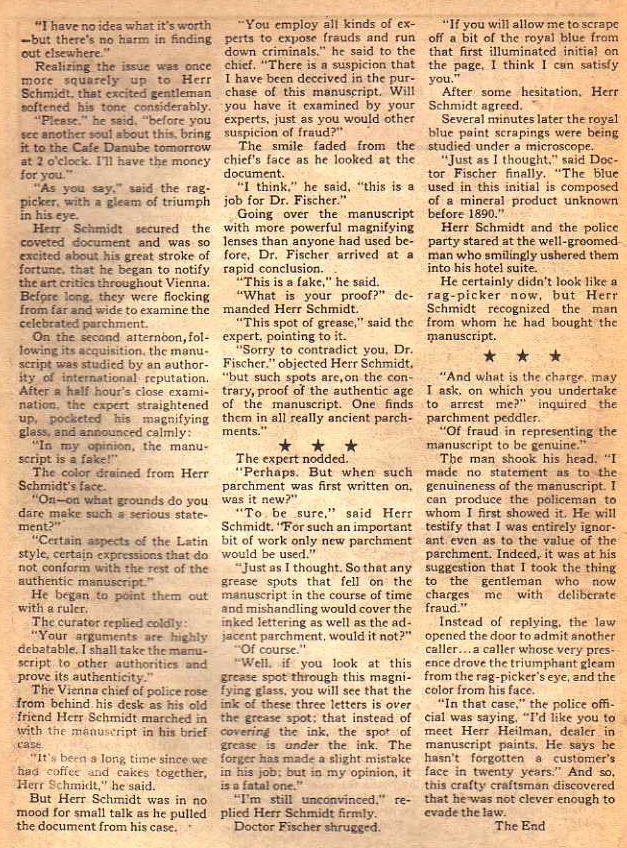 "I have no idea what it's worth
—but there's no harm in finding
out elsewhere."
Realizing the issue was once
more squarely up to Herr
Schmidt, that excited gentleman
softened his tone considerably.
"Please," he said, "before you
see another soul about this, bring
it to the Cafe Danube tomorrow
at 2 o'clock. I'll have the money
for you."
"As you say," said the rag-
picker, with a gleam of triumph
in his eye.
Herr Schmidt secured the
coveted document and was so
excited about his great stroke of
fortune, that he began to notify
the art critics throughout Vienna.
Before long, they were flocking
from far and wide to examine the
celebrated parchment.
On the second afternoon, fol-
lowing its acquisition, the manu-
script was studied by an author-
ity of international reputation.
After a half hour's close exami-
nation, the expert straightened
up, pocketed his magnifying
glass, and announced calmly:
"In my opinion, the manu-
script is a fake!"
The color drained from Herr
Schmidt's face.
"On—on what grounds do you
dare make such a serious state-
ment?"
"Certain aspects of the Latin
style, certain expressions that do
not conform with the rest of the
authentic manuscript."
He began to point them out
with a ruler.
The curator replied coldly:
"Your arguments are highly
debatable. I shall take the manu-
script to other authorities and
prove its authenticity."
The Vienna chief of police rose
from behind his desk as his old
friend Herr Schmidt marched in
with the manuscript in his brief
case.
"It's been a long time since we
had coffee and cakes together,
Herr Schmidt," he said.
But Herr Schmidt was in no
mood for small talk as he pulled
the document from his case.
"You employ all kinds of ex-
perts to expose frauds and run
down criminals," he said to the
chief. "There is a suspicion that
I have been deceived in the pur-
chase of this manuscript. Will
you have it examined by your
experts, just as you would other
suspicion of fraud?"
The smile faded from the
chief's face as he looked at the
document.
"I think," he said, "this is a
job for Dr. Fischer."
Going over the manuscript
with more powerful magnifying
lenses than anyone had used be-
fore, Dr. Fischer arrived at a
rapid conclusion.
"This is a fake," he said.
"What is your proof?" de-
manded Herr Schmidt.
"This spot of grease," said the
expert, pointing to it.
"Sorry to contradict you, Dr.
Fischer," objected Herr Schmidt,
"but such spots are, on the con-
trary, proof of the authentic age
of the manuscript. One finds
them in all really ancient parch-
ments."
★ ★ ★
The expert nodded.
"Perhaps. But when such
parchment was first written on,
was it new?"
"To be sure," said Herr
Schmidt. "For such an important
bit of work only new parchment
would be used."
"Just as I thought. So that any
grease spots that fell on the
manuscript in the course of time
and mishandling would cover the
inked lettering as well as the ad-
jacent parchment, would it not?"
"Of course."
"Well, if you look at this
grease spot through this magni-
fying glass, you will see that the
ink of these three letters is over
the grease spot; that instead of
covering the ink, the spot of
grease is under the ink. The
forger has made a slight mistake
in his job; but in my opinion, it
is a fatal one."
"I'm still unconvinced," re-
plied Herr Schmidt firmly.
Doctor Fischer shrugged.
"If you will allow me to scrape
off a bit of the royal blue from
that first illuminated initial on
the page, I think I can satisfy
you."
After some hesitation, Herr
Schmidt agreed.
Several minutes later the royal
blue paint scrapings were being
studied under a microscope.
"Just as I thought," said Doc-
tor Fischer finally. "The blue
used in this initial is composed
of a mineral product unknown
before 1890."
Herr Schmidt and the police
party stared at the well-groomed
man who smilingly ushered them
into his hotel suite.
He certainly didn't look like a
rag-picker now, but Herr
Schmidt recognized the man
from whom he had bought the
manuscript.
★ ★ ★
"And what is the charge, may
I ask, on which you undertake
to arrest me?" inquired the
parchment peddler.
"Of fraud in representing the
manuscript to be genuine."
The man shook his head. "I
made no statement as to the
genuineness of the manuscript. I
can produce the policeman to
whom I first showed it. He will
testify that I was entirely ignor-
ant even as to the value of the
parchment. Indeed, it was at his
suggestion that I took the thing
to the gentleman who now
charges me with deliberate
fraud."
Instead of replying, the law
opened the door to admit another
caller...a caller whose very pres-
ence drove the triumphant gleam
from the rag-picker's eye, and the
color from his face.
"In that case," the police offi-
cial was saying, "I'd like you to
meet Herr Heilman, dealer in
manuscript paints. He says he
hasn't forgotten a customer's
face in twenty years." And so,
this crafty craftsman discovered
that he was not clever enough to
evade the law.
The End